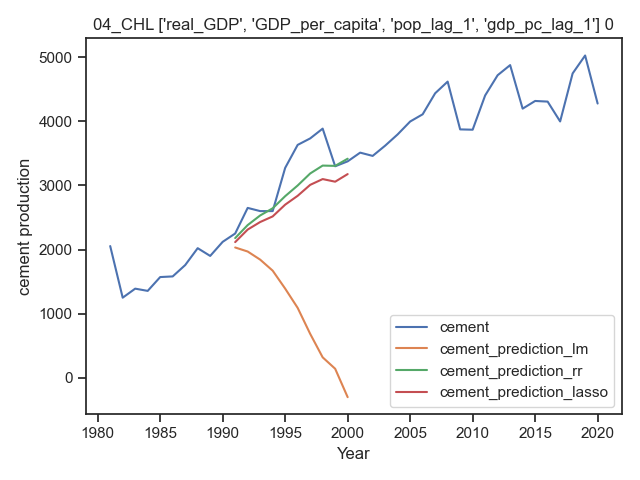 04_CHL ['real_GDP', 'GDP_per_capita', 'pop_lag_1', 'gdp_pc_lag_1'] 0
5000
4000
3000
2000
1000
0
cement production
cement
cement_prediction_lm
cement_prediction_rr
cement_prediction_lasso
1980 1985 1990 1995 2000 2005 2010 2015 2020
Year